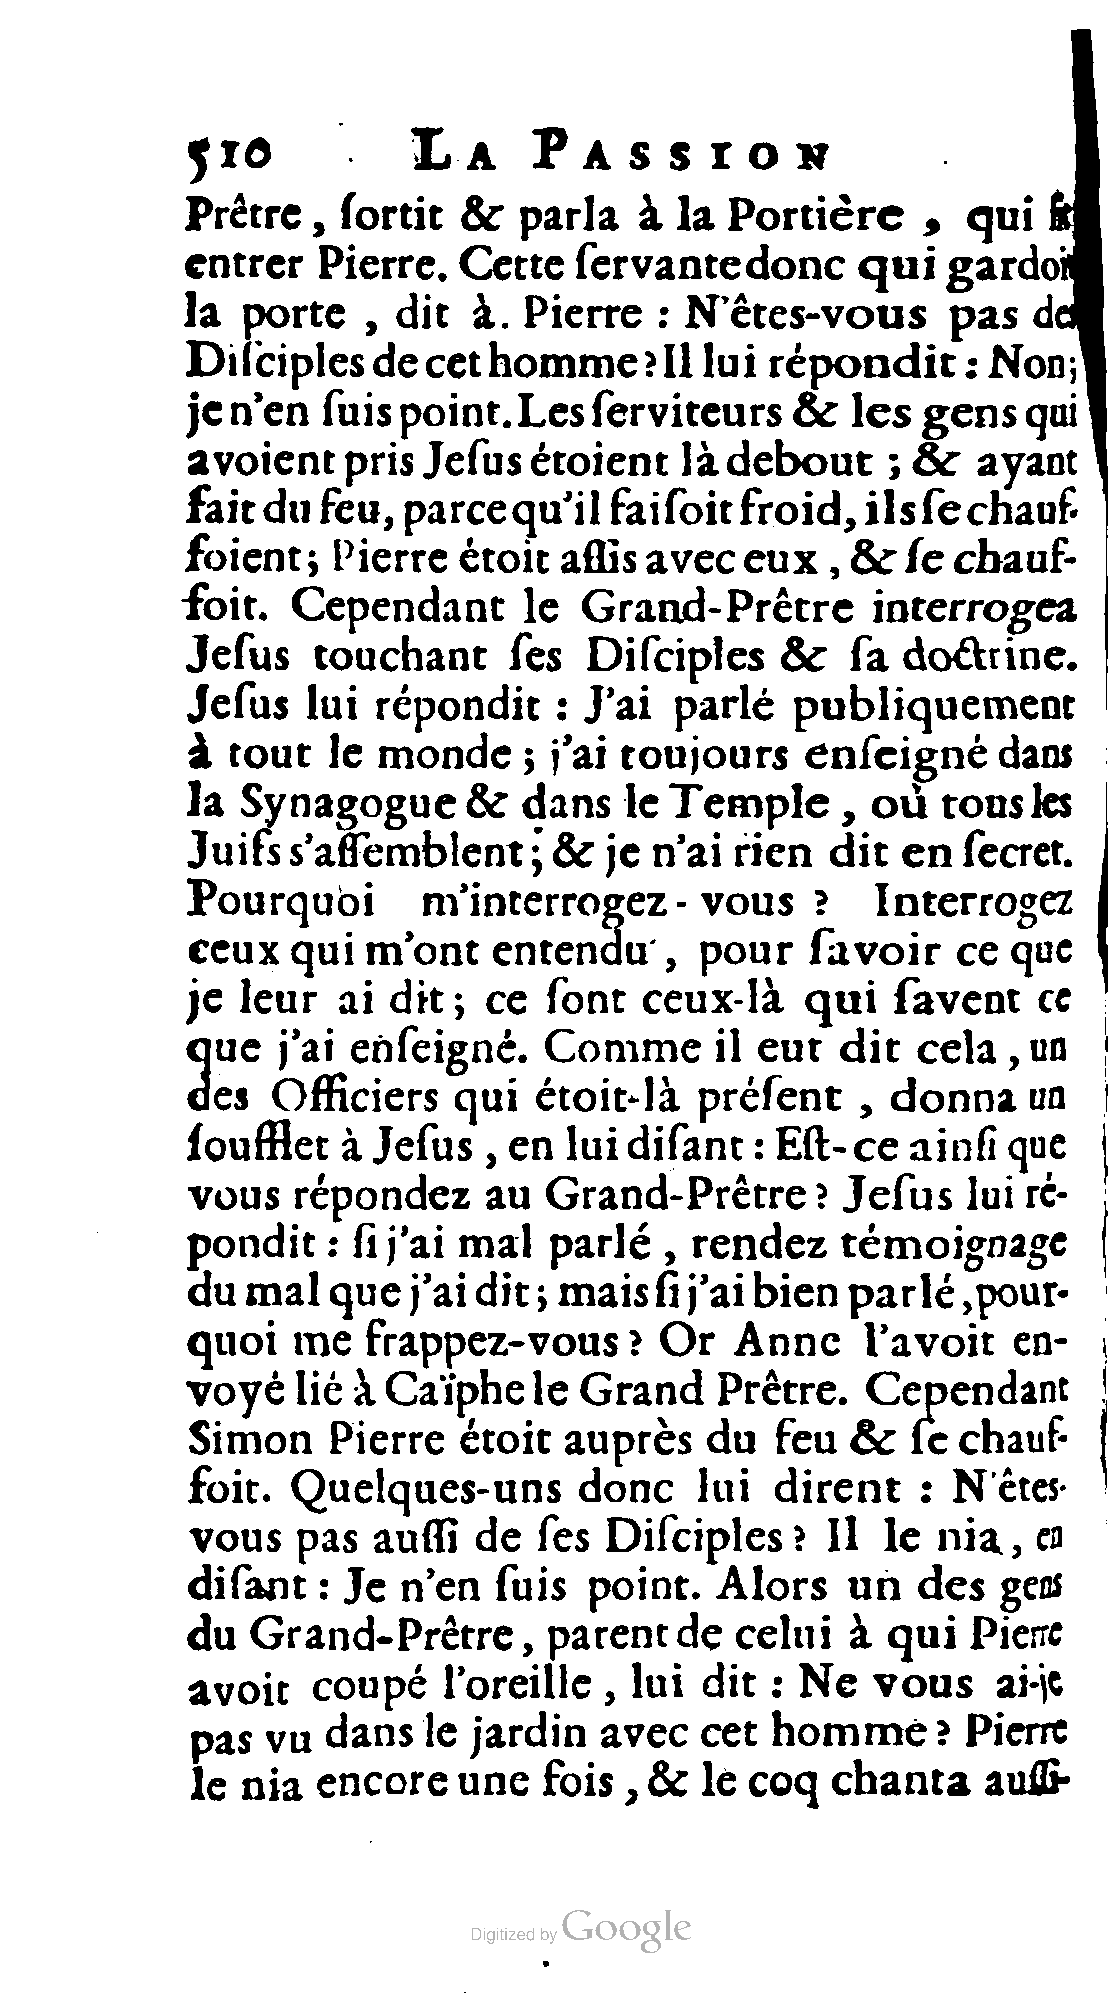 510 LA PASSION
Prêtre, ſortit & parla à la Portière, qui fit
entrer Pierre. Cette ſervante donc qui gardoit
la porte, dit à. Pierre : N'êtes-vous pas des
Diſciples de cet homme? Il lui répondit : Non;
je n'en ſuis point. Les ſerviteurs & les gens qui
avoient pris Jeſus étoient là debout ; & ayant
fait du feu, parcequ'il faiſoit froid, ils ſe chauf-
foient; Pierre étoit aſſis avec eux, & ſe chauf-
foit. Cependant le Grand-Prêtre interrogea
Jeſus touchant ſes Diſciples & ſa doctrine.
Jeſus lui répondit : J'ai parlé publiquement
à tout le monde ; j'ai toujours enſeigné dans
la Synagogue & dans le Temple, où tous les
Juifs s'aſſemblent; & je n'ai rien dit en ſecret.
Pourquoi m'interrogez-vous ? Interrogez
ceux qui m'ont entendu, pour ſavoir ce que
je leur ai dit; ce ſont ceux-là qui ſavent ce
que j'ai enſeigné. Comme il eut dit cela, un
des Officiers qui étoit-là préſent, donna un
ſoufflet à Jeſus, en lui diſant : Eſt-ce ainſi que
vous répondez au Grand-Prêtre? Jeſus lui ré-
pondit : ſi j'ai mal parlé, rendez témoignage
du mal que j'ai dit; mais ſi j'ai bien parlé, pour-
quoi me frappez-vous? Or Anne l'avoit en-
voyé lié à Caïphe le Grand Prêtre. Cependant
Simon Pierre étoit auprès du feu & ſe chauf-
foit. Quelques-uns donc lui dirent : N'êtes-
vous pas auſſi de ſes Diſciples? Il le nia, en
diſant : Je n'en ſuis point. Alors un des gens
du Grand-Prêtre, parent de celui à qui Pierre
avoit coupé l'oreille, lui dit : Ne vous ai-je
pas vu dans le jardin avec cet homme? Pierre
le nia encore une fois, & le coq chanta auſſi-
Digitized by Google